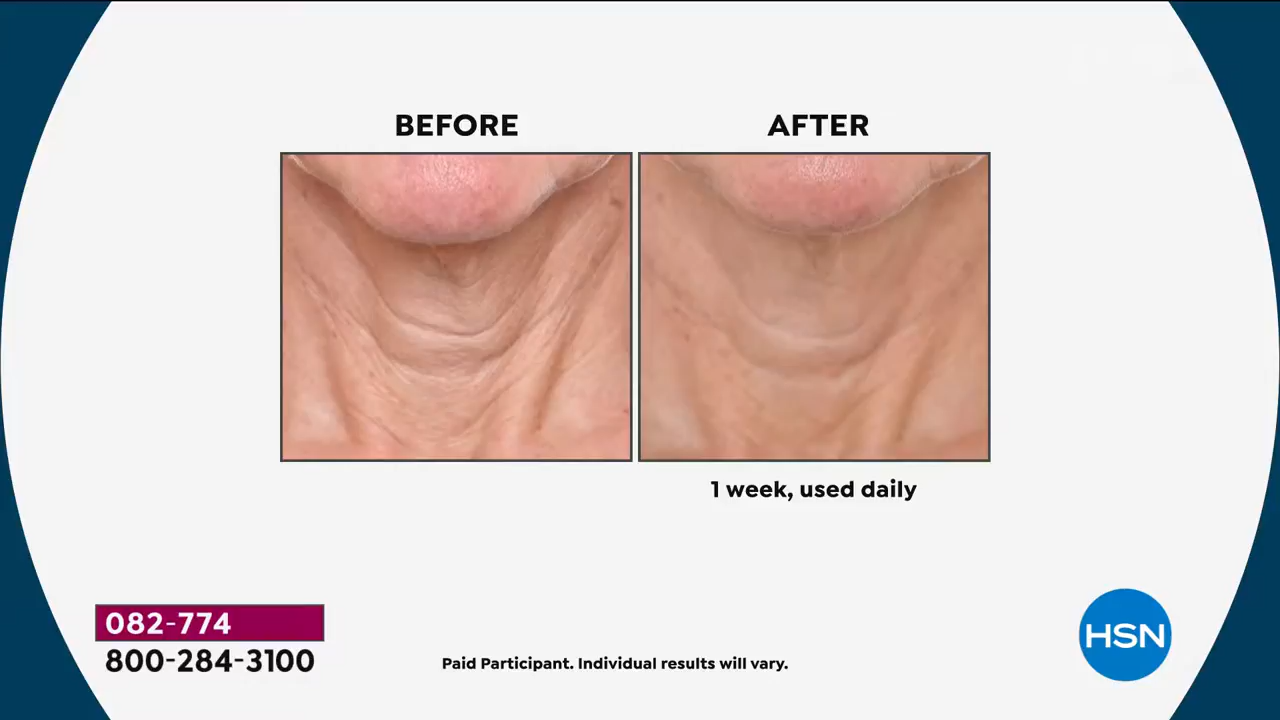 BEFORE
AFTER
1 week, used daily
082-774
800-284-3100
Paid Participant. Individual results will vary.
HSN